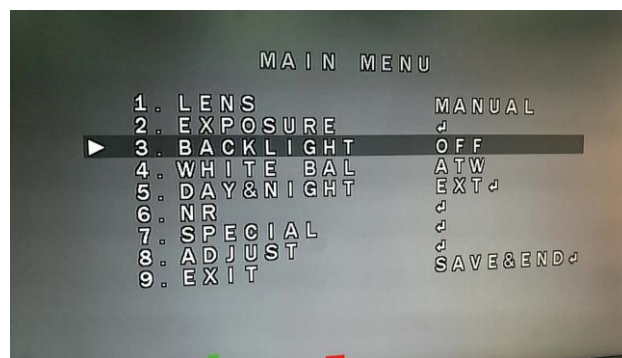 MAIN MENU
1. LENS MANUAL
2. EXPOSURE ↲
3. BACKLIGHT OFF
4. WHITE BAL ATW
5. DAY&NIGHT EXT↲
6. NR ↲
7. SPECIAL ↲
8. ADJUST ↲
9. EXIT SAVE&END↲